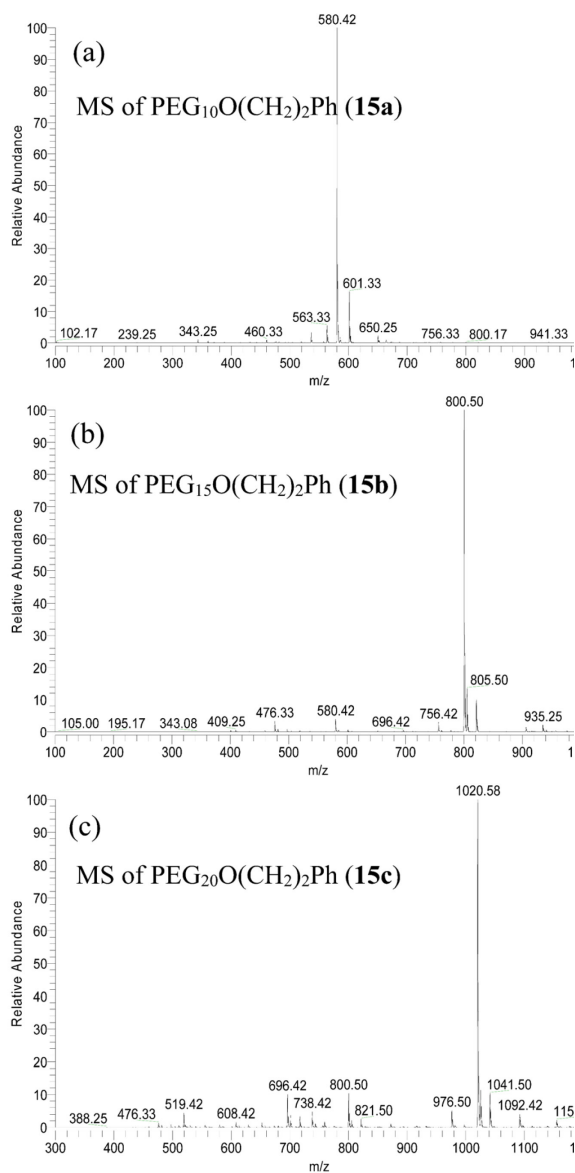 580.42
(a)
MS of PEG₁₀O(CH₂)₂Ph (15a)
100
90
80
70
60
50
40
30
20
10
0
Relative Abundance
601.33
563.33
102.17 239.25 343.25 460.33 650.25 756.33 800.17 941.33
100 200 300 400 500 600 700 800 900 1
m/z
800.50
(b)
MS of PEG₁₅O(CH₂)₂Ph (15b)
100
90
80
70
60
50
40
30
20
10
0
Relative Abundance
805.50
105.00 195.17 343.08 409.25 476.33 580.42 696.42 756.42 935.25
100 200 300 400 500 600 700 800 900 1
m/z
1020.58
(c)
MS of PEG₂₀O(CH₂)₂Ph (15c)
100
90
80
70
60
50
40
30
20
10
0
Relative Abundance
388.25 476.33 519.42 608.42 696.42 738.42 800.50 821.50 976.50 1041.50 1092.42 115
300 400 500 600 700 800 900 1000 1100
m/z